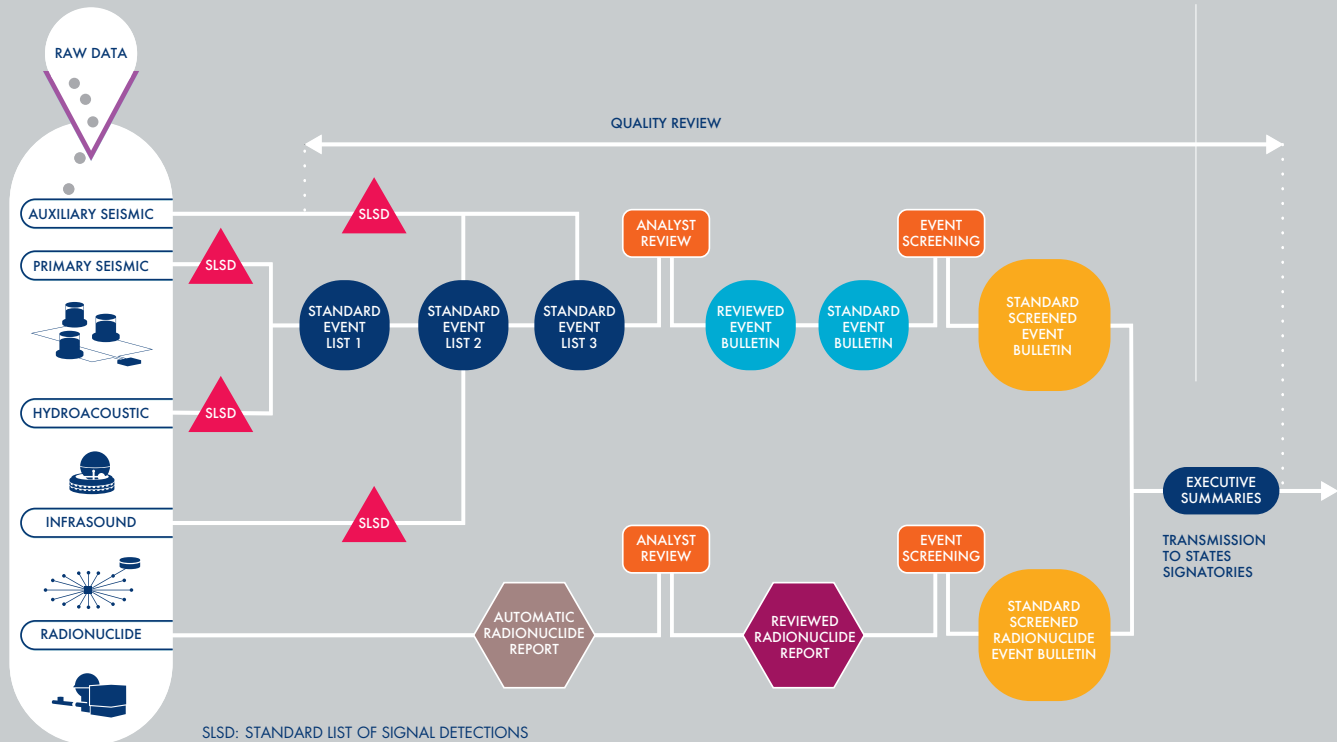 RAW DATA
QUALITY REVIEW
AUXILIARY SEISMIC
SLSD
ANALYST
REVIEW
EVENT
SCREENING
PRIMARY SEISMIC
SLSD
STANDARD
EVENT
LIST 1
STANDARD
EVENT
LIST 2
STANDARD
EVENT
LIST 3
REVIEWED
EVENT
BULLETIN
STANDARD
EVENT
BULLETIN
STANDARD
SCREENED
EVENT
BULLETIN
HYDROACOUSTIC
SLSD
INFRASOUND
SLSD
ANALYST
REVIEW
EVENT
SCREENING
EXECUTIVE
SUMMARIES
TRANSMISSION
TO STATES
SIGNATORIES
RADIONUCLIDE
AUTOMATIC
RADIONUCLIDE
REPORT
REVIEWED
RADIONUCLIDE
REPORT
STANDARD
SCREENED
RADIONUCLIDE
EVENT BULLETIN
SLSD: STANDARD LIST OF SIGNAL DETECTIONS